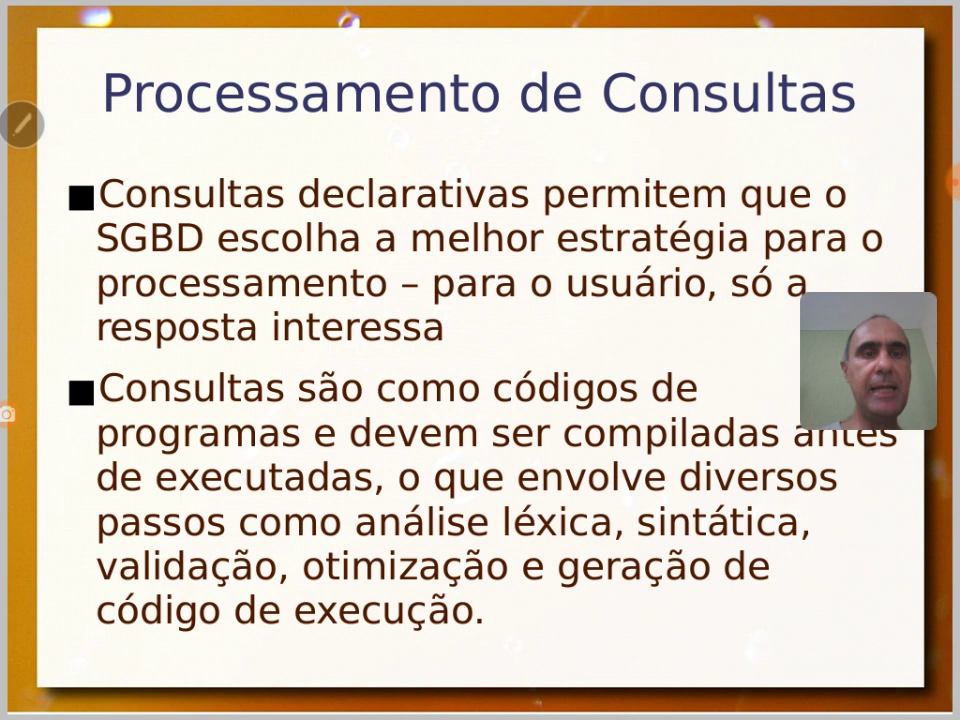 Processamento de Consultas
Consultas declarativas permitem que o
SGBD escolha a melhor estratégia para o
processamento – para o usuário, só a
resposta interessa
Consultas são como códigos de
programas e devem ser compiladas antes
de executadas, o que envolve diversos
passos como análise léxica, sintática,
validação, otimização e geração de
código de execução.